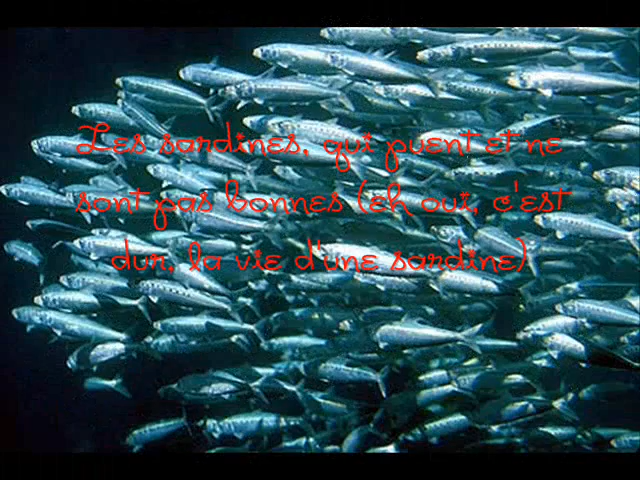 Les sardines, qui puent et ne
sont pas bonnes (eh oui, c'est
dur, la vie d'une sardine)